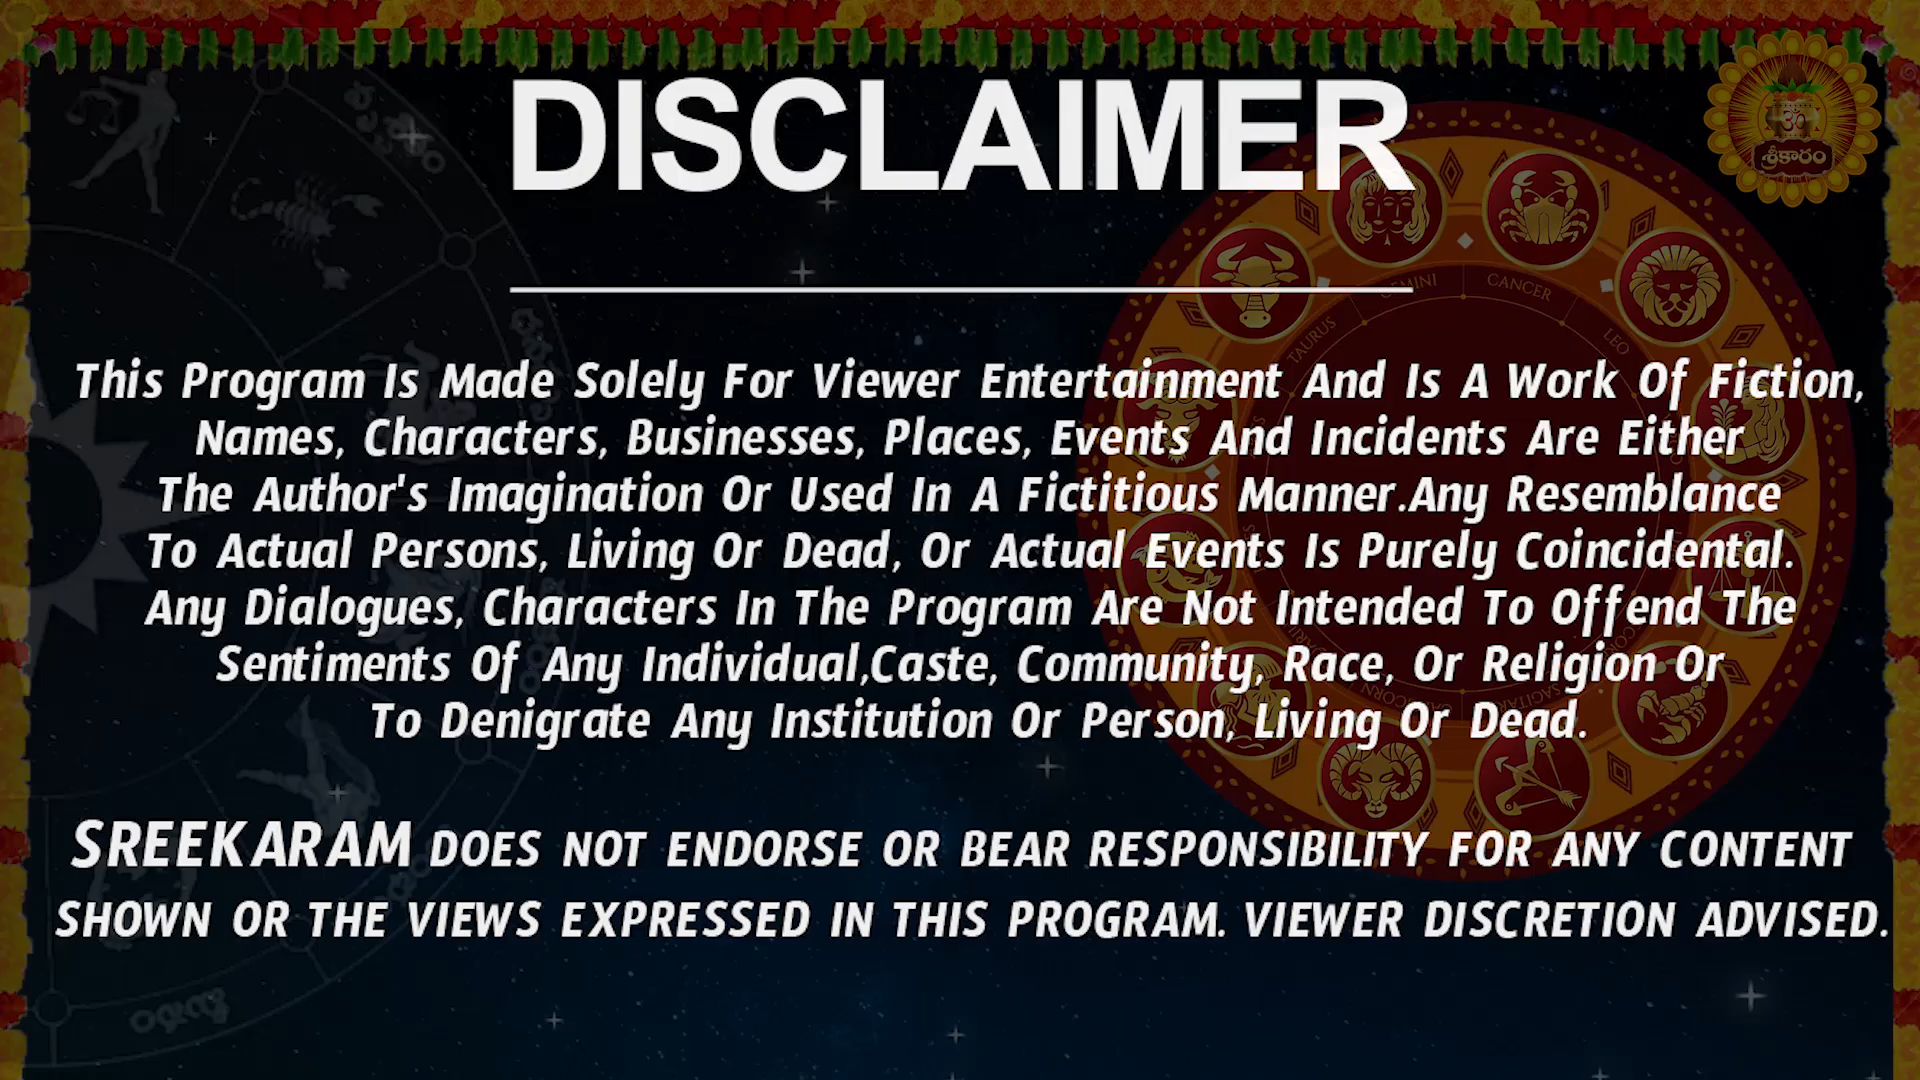 DISCLAIMER
ॐ
శ్రీకారం
GEMINI
CANCER
TAURUS
LEO
This Program Is Made Solely For Viewer Entertainment And Is A Work Of Fiction,
Names, Characters, Businesses, Places, Events And Incidents Are Either
The Author's Imagination Or Used In A Fictitious Manner.Any Resemblance
To Actual Persons, Living Or Dead, Or Actual Events Is Purely Coincidental.
Any Dialogues, Characters In The Program Are Not Intended To Offend The
Sentiments Of Any Individual,Caste, Community, Race, Or Religion Or
To Denigrate Any Institution Or Person, Living Or Dead.
SREEKARAM DOES NOT ENDORSE OR BEAR RESPONSIBILITY FOR ANY CONTENT
SHOWN OR THE VIEWS EXPRESSED IN THIS PROGRAM. VIEWER DISCRETION ADVISED.